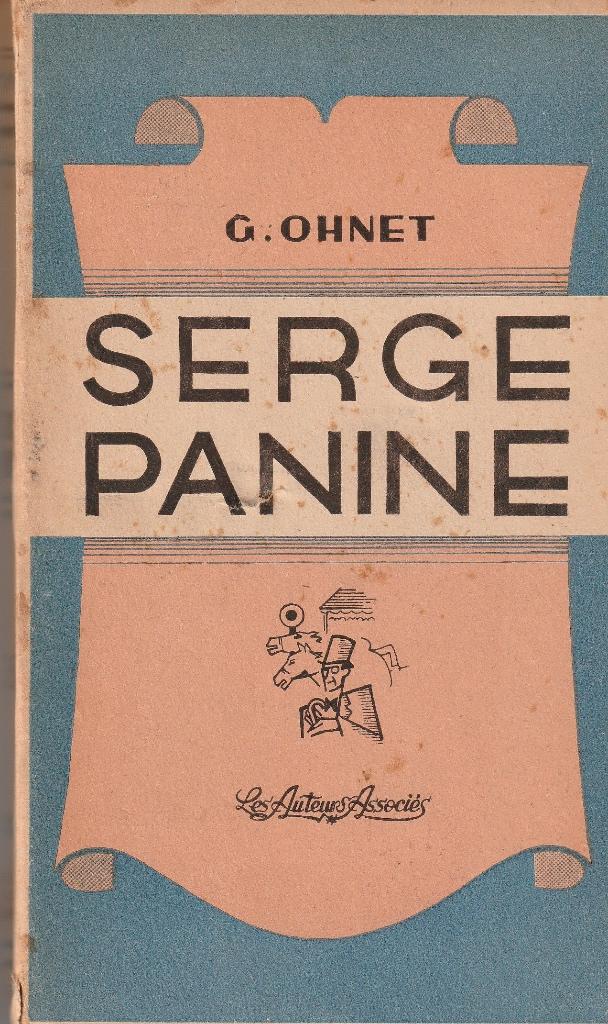 G. OHNET
SERGE
PANINE
Les Auteurs Associés